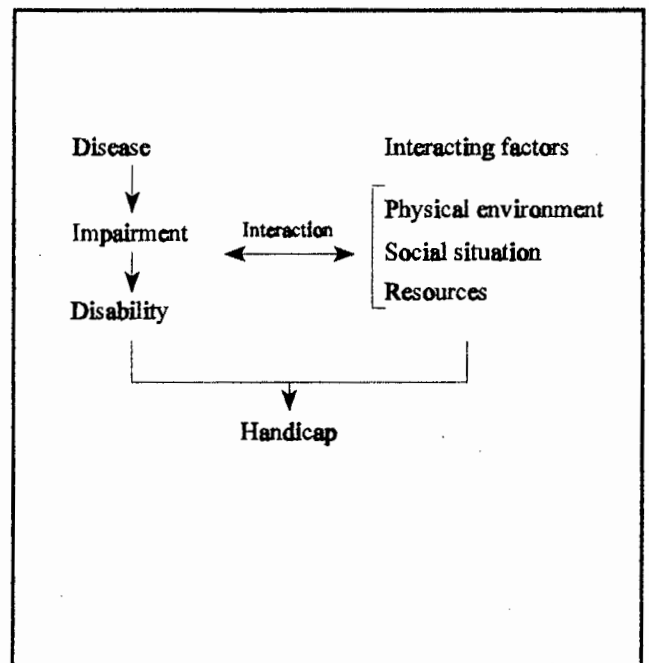 Disease
Interacting factors
Impairment
Interaction
Physical environment
Social situation
Resources
Disability
Handicap